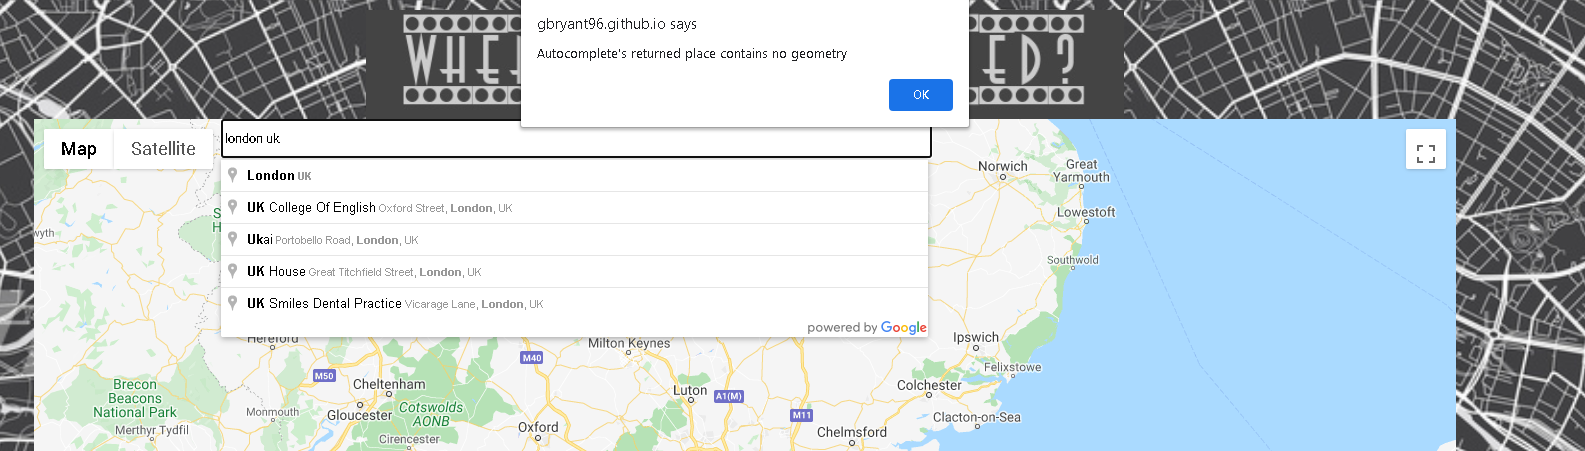 gbryant96.github.io says
Autocomplete's returned place contains no geometry
OK
WHE
ED?
Map
Satellite
london uk
London UK
UK College Of English Oxford Street, London, UK
Ukai Portobello Road, London, UK
UK House Great Titchfield Street, London, UK
UK Smiles Dental Practice Vicarage Lane, London, UK
powered by Google
Norwich
Great
Yarmouth
Lowestoft
Southwold
wyth
Hereford
Milton Keynes
M40
Ipswich
Felixstowe
M50
Cheltenham
Brecon
Beacons
National Park
Luton
A1(M)
Colchester
Monmouth
Gloucester
Cotswolds
AONB
M11
Clacton-on-Sea
Merthyr Tydfil
Cirencester
Oxford
Chelmsford